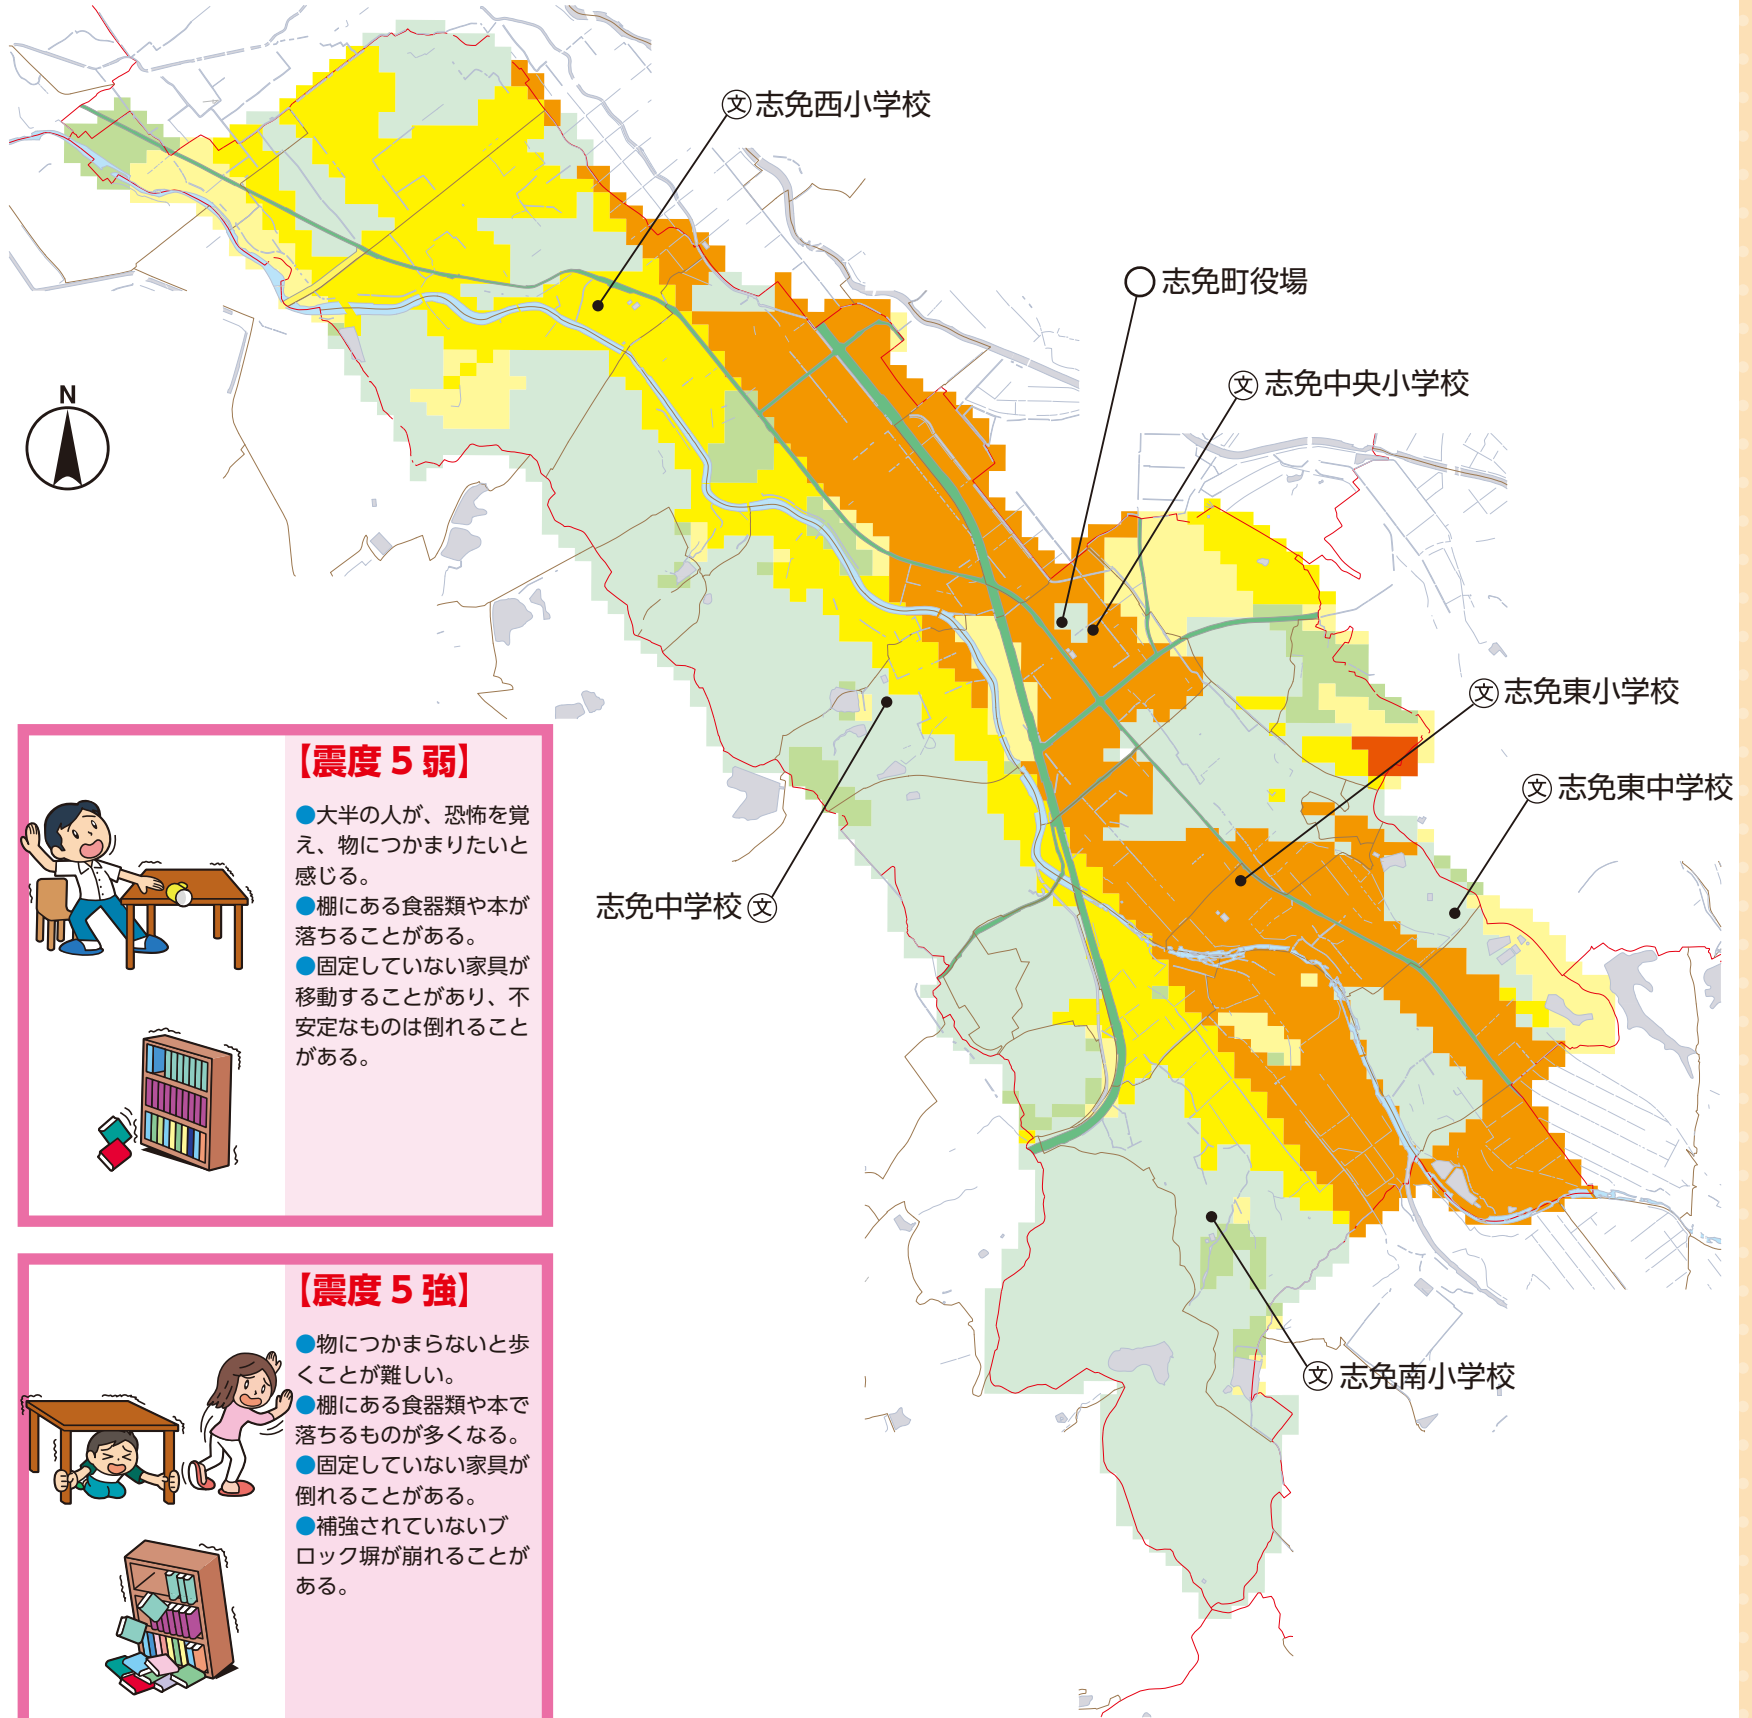 文志免西小学校
志免町役場
文志免中央小学校
N
文志免東小学校
文志免東中学校
志免中学校文
文志免南小学校
【震度5弱】
●大半の人が、恐怖を覚
え、物につかまりたいと
感じる。
●棚にある食器類や本が
落ちることがある。
●固定していない家具が
移動することがあり、不
安定なものは倒れること
がある。
【震度5強】
●物につかまらないと歩
くことが難しい。
●棚にある食器類や本で
落ちるものが多くなる。
●固定していない家具が
倒れることがある。
●補強されていないブ
ロック塀が崩れることが
ある。